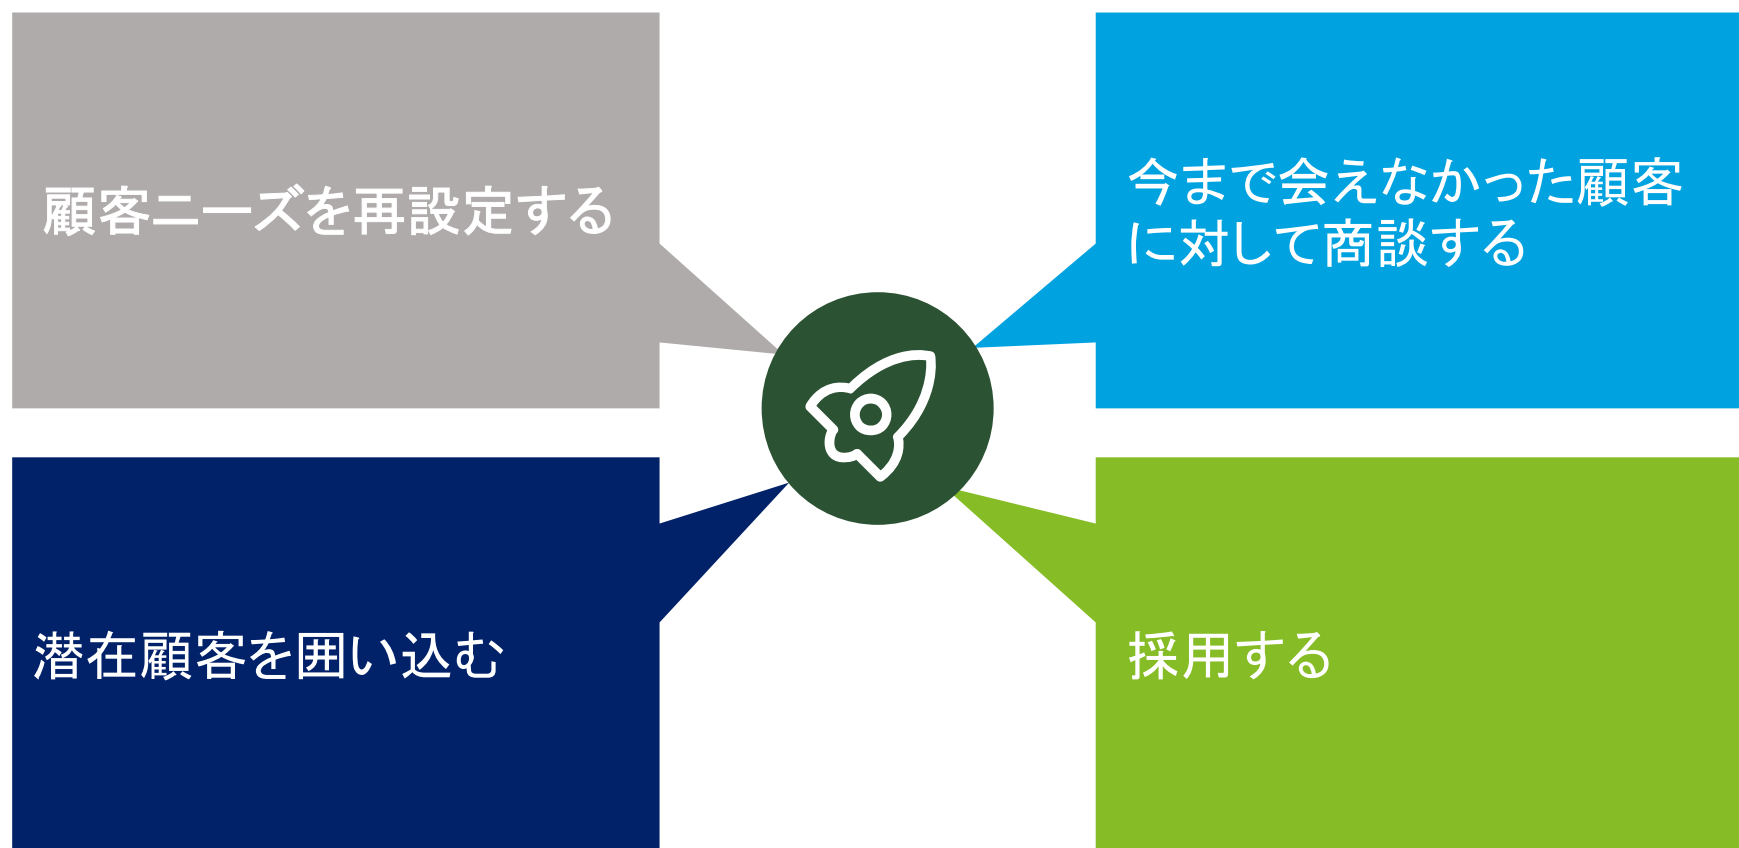 顧客ニーズを再設定する
今まで会えなかった顧客
に対して商談する
潜在顧客を囲い込む
採用する